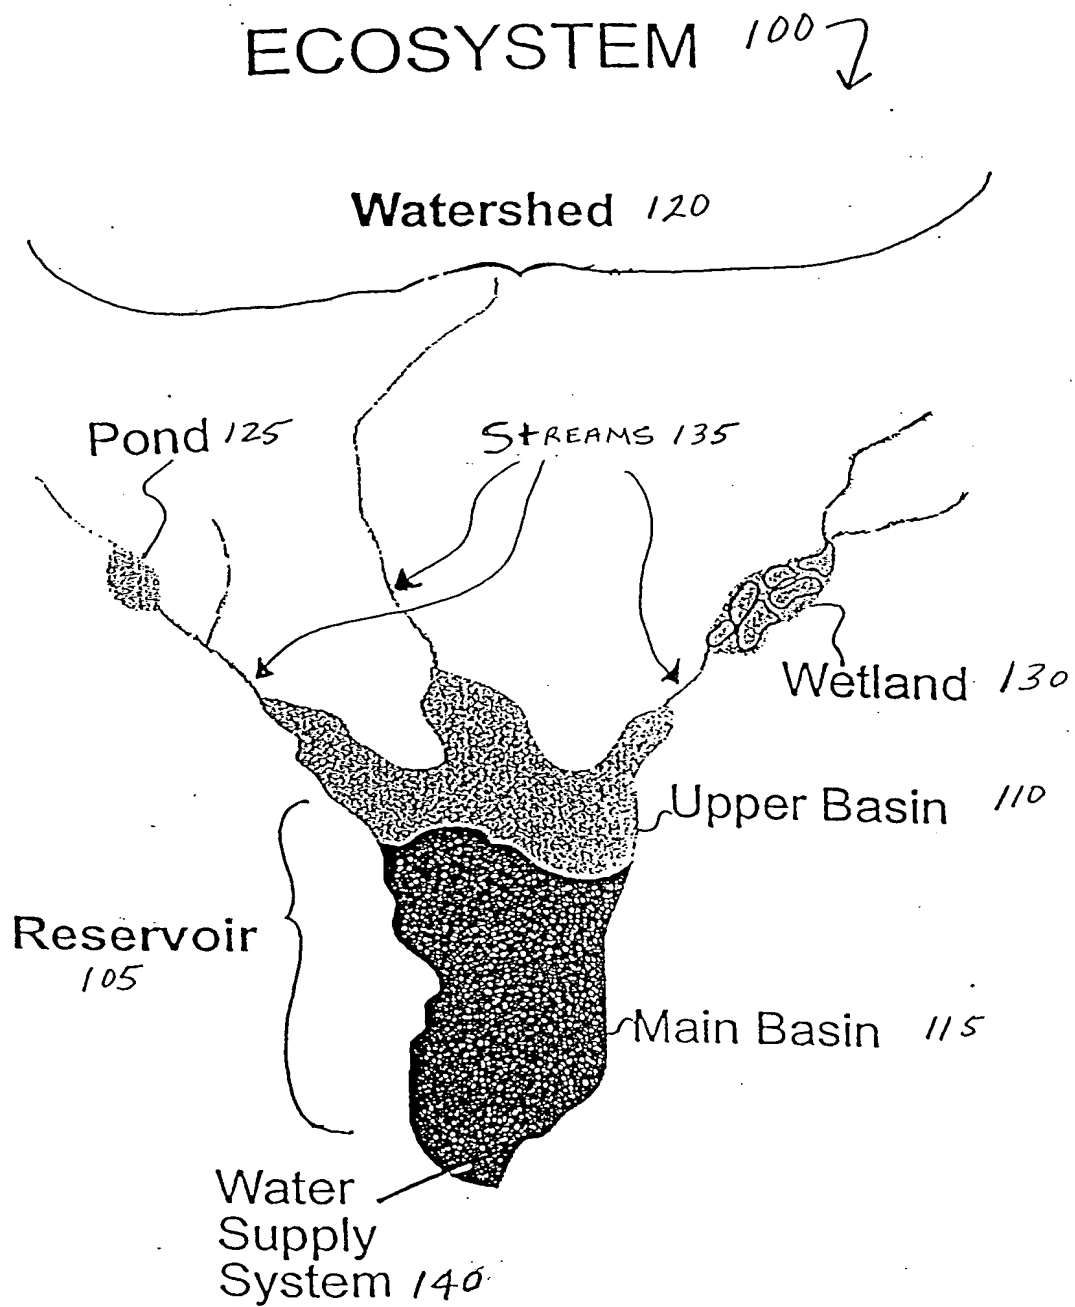 ECOSYSTEM 100
Watershed 120
Pond 125
StREAMS 135
Wetland 130
Upper Basin 110
Reservoir
105
Main Basin 115
Water
Supply
System 140